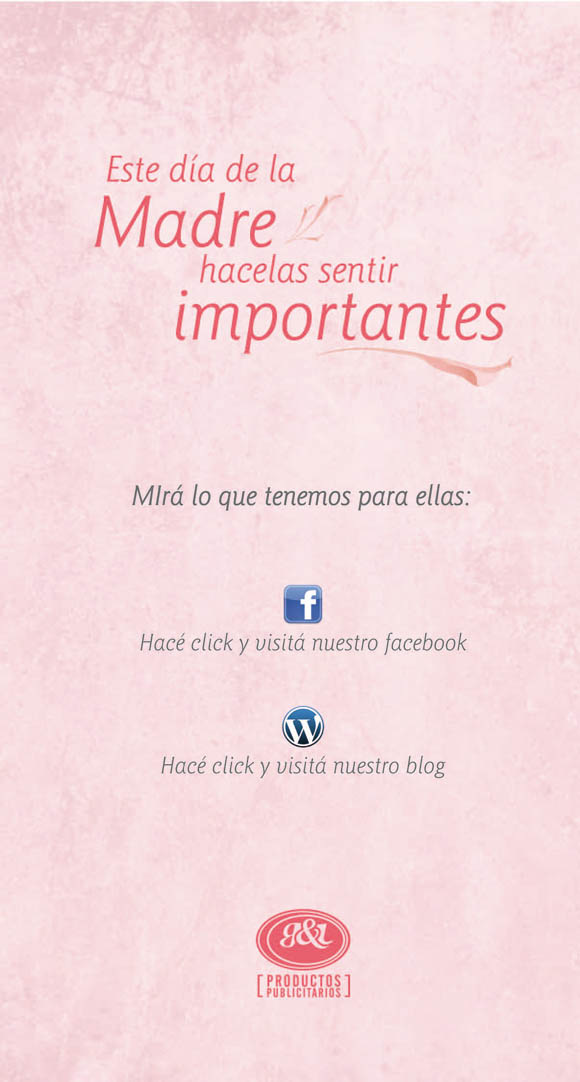 Este día de la
Madre
hacelas sentir
importantes
MIrá lo que tenemos para ellas:
f
Hacé click y visitá nuestro facebook
W
Hacé click y visitá nuestro blog
g&l
[PRODUCTOS
PUBLICITARIOS]